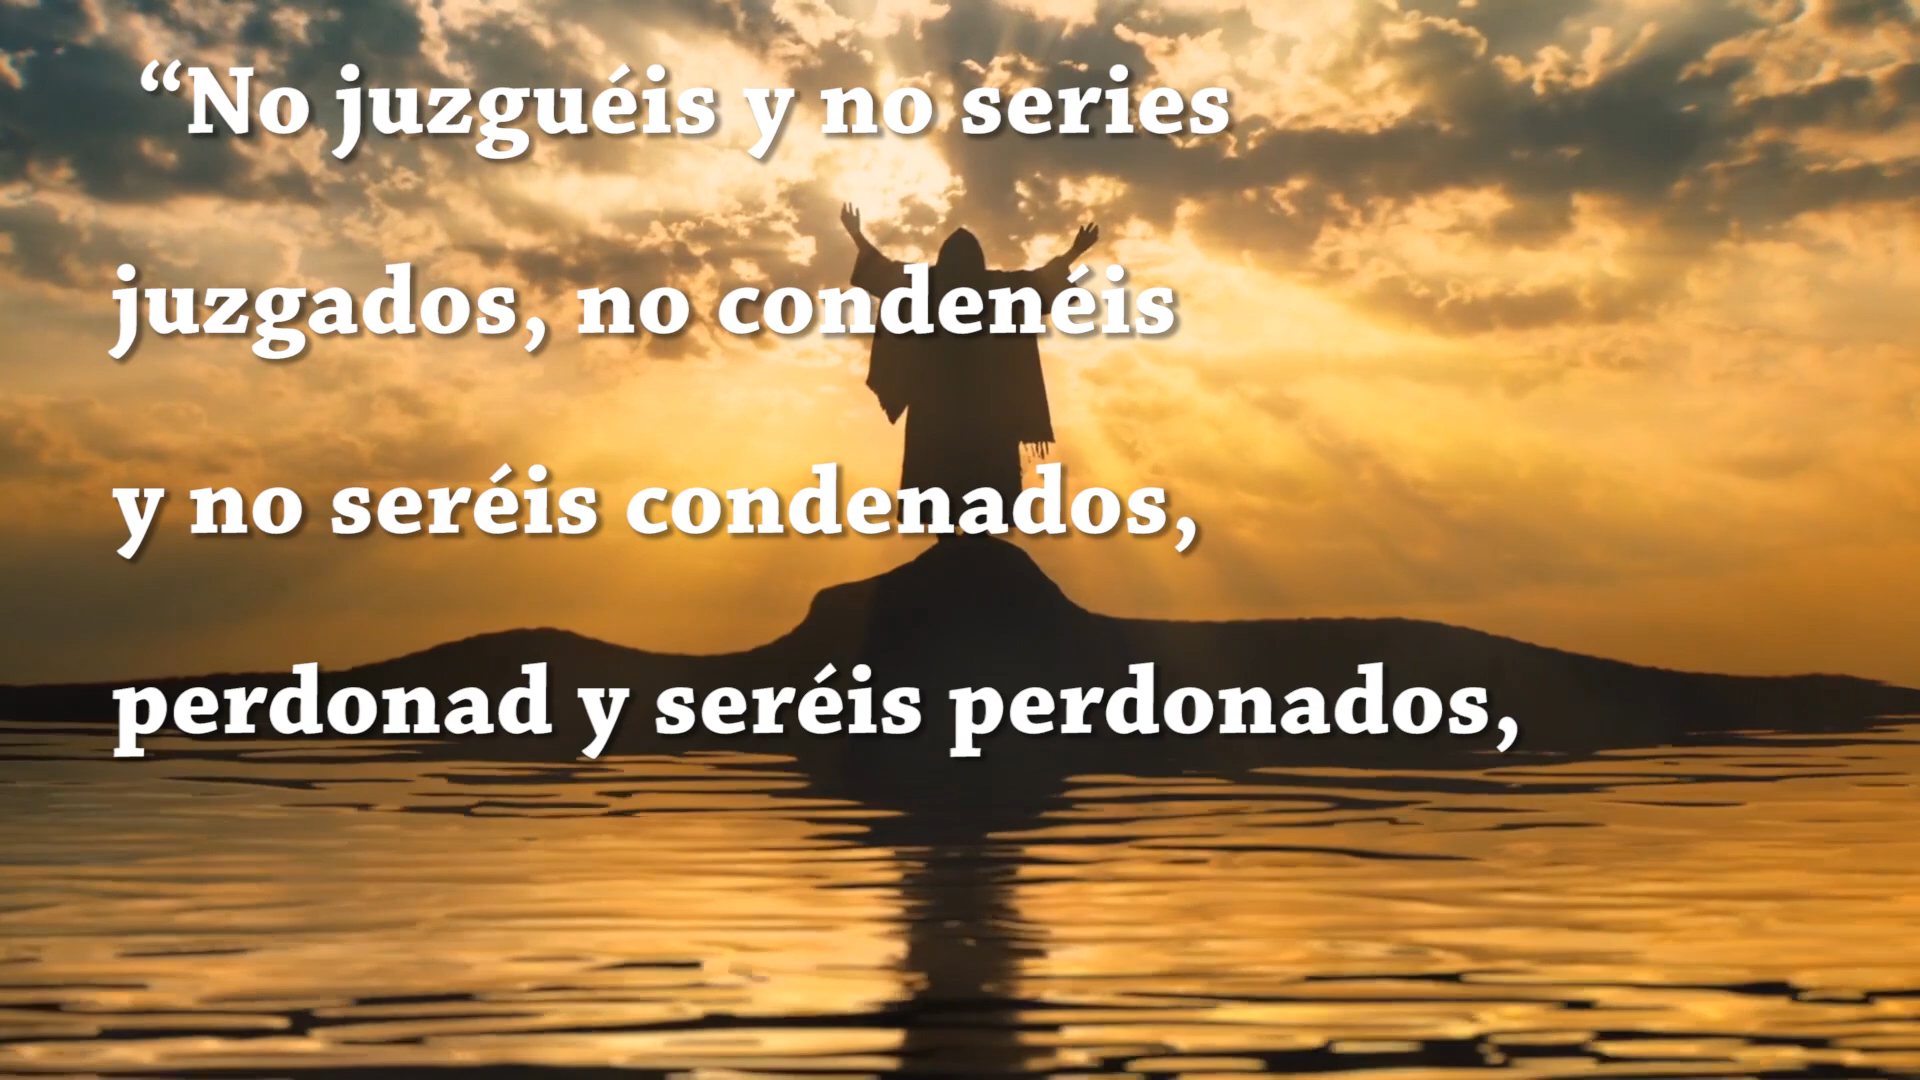 “No juzguéis y no series
juzgados, no condenéis
y no seréis condenados,
perdonad y seréis perdonados,